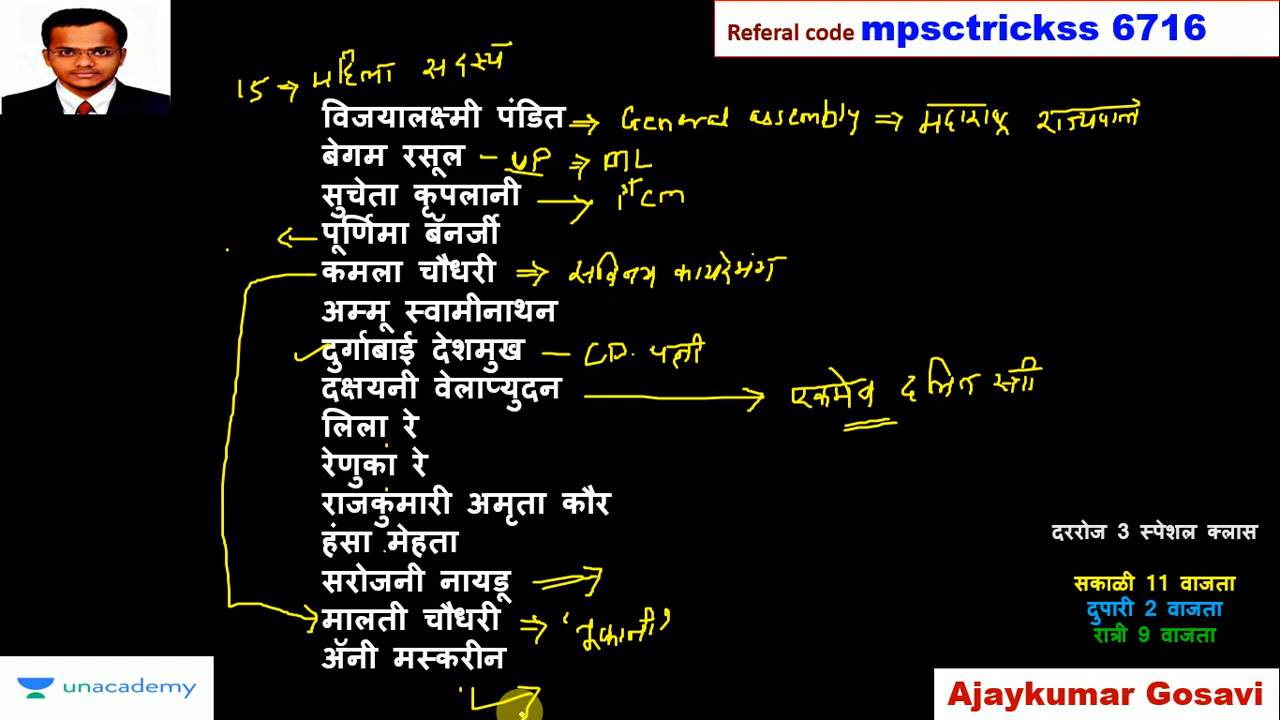 Referal code mpsctrickss 6716
15 → महिला सदस्य
विजयालक्ष्मी पंडित ⇒ General assembly ⇒ महाराष्ट्र राज्यपाल
बेगम रसूल – UP ⇒ ML
सुचेता कृपलानी → 1st CM
पूर्णिमा बॅनर्जी
कमला चौधरी ⇒ सविनय कायदेभंग
अम्मू स्वामीनाथन
दुर्गाबाई देशमुख – CD. पत्नी
दक्षयनी वेलाप्युदन → एकमेव दलित स्त्री
लिला रे
रेणुका रे
राजकुंमारी अमृता कौर
हंसा मेहता
सरोजनी नायडू
मालती चौधरी ⇒ 'तुफानी'
ॲनी मस्करीन
दररोज 3 स्पेशल क्लास
सकाळी 11 वाजता
दुपारी 2 वाजता
रात्री 9 वाजता
unacademy
Ajaykumar Gosavi